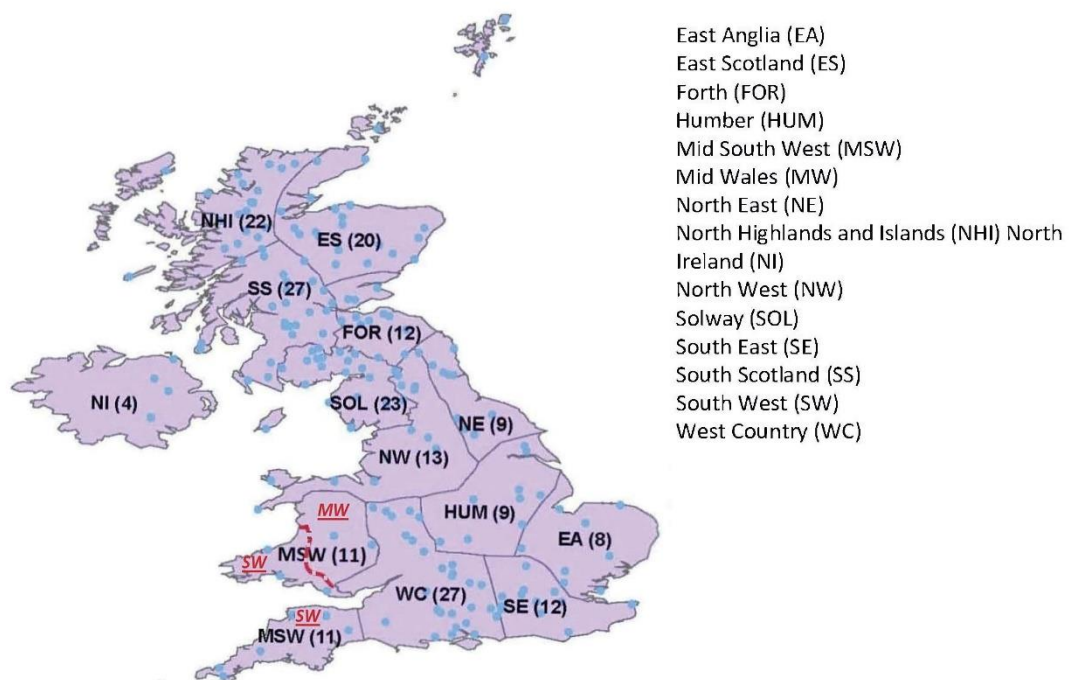 East Anglia (EA)
East Scotland (ES)
Forth (FOR)
Humber (HUM)
Mid South West (MSW)
Mid Wales (MW)
North East (NE)
North Highlands and Islands (NHI) North
Ireland (NI)
North West (NW)
Solway (SOL)
South East (SE)
South Scotland (SS)
South West (SW)
West Country (WC)
NHI (22)
ES (20)
SS (27)
FOR (12)
NI (4)
SOL (23)
NE (9)
NW (13)
MW
HUM (9)
EA (8)
MSW (11)
SW
WC (27)
SE (12)
SW
MSW (11)